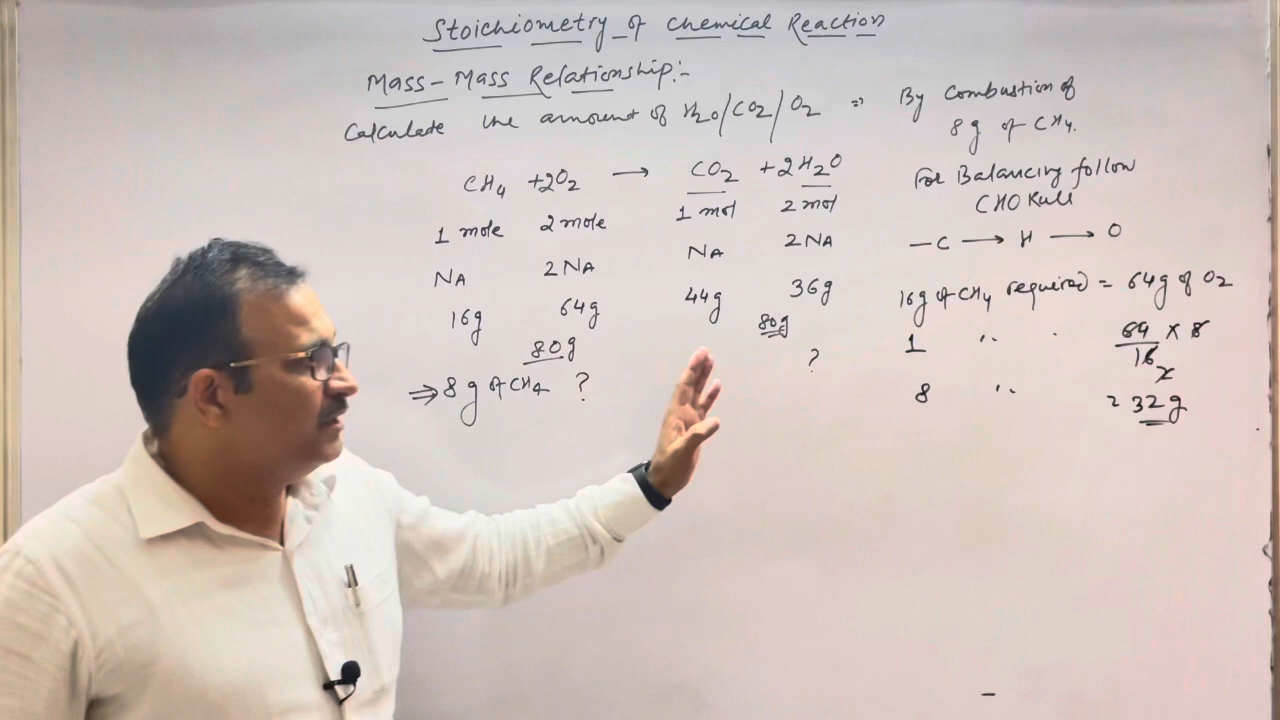 Stoichiometry of Chemical Reaction
Mass-Mass Relationship:-
Calculate the amount of H2O/CO2/O2 => By Combustion of
8 g of CH4.
CH4 +2O2 → CO2 +2H2O
1 mole 2 mole 1 mol 2 mol
NA 2NA NA 2NA
16g 64g 44g 36g
80g 80g
⇒ 8 g of CH4 ? ?
For Balancing follow
CHO Rule
– C → H → O
16g of CH4 required = 64g of O2
1 " " 64/16 x 8
2
8 " = 32g